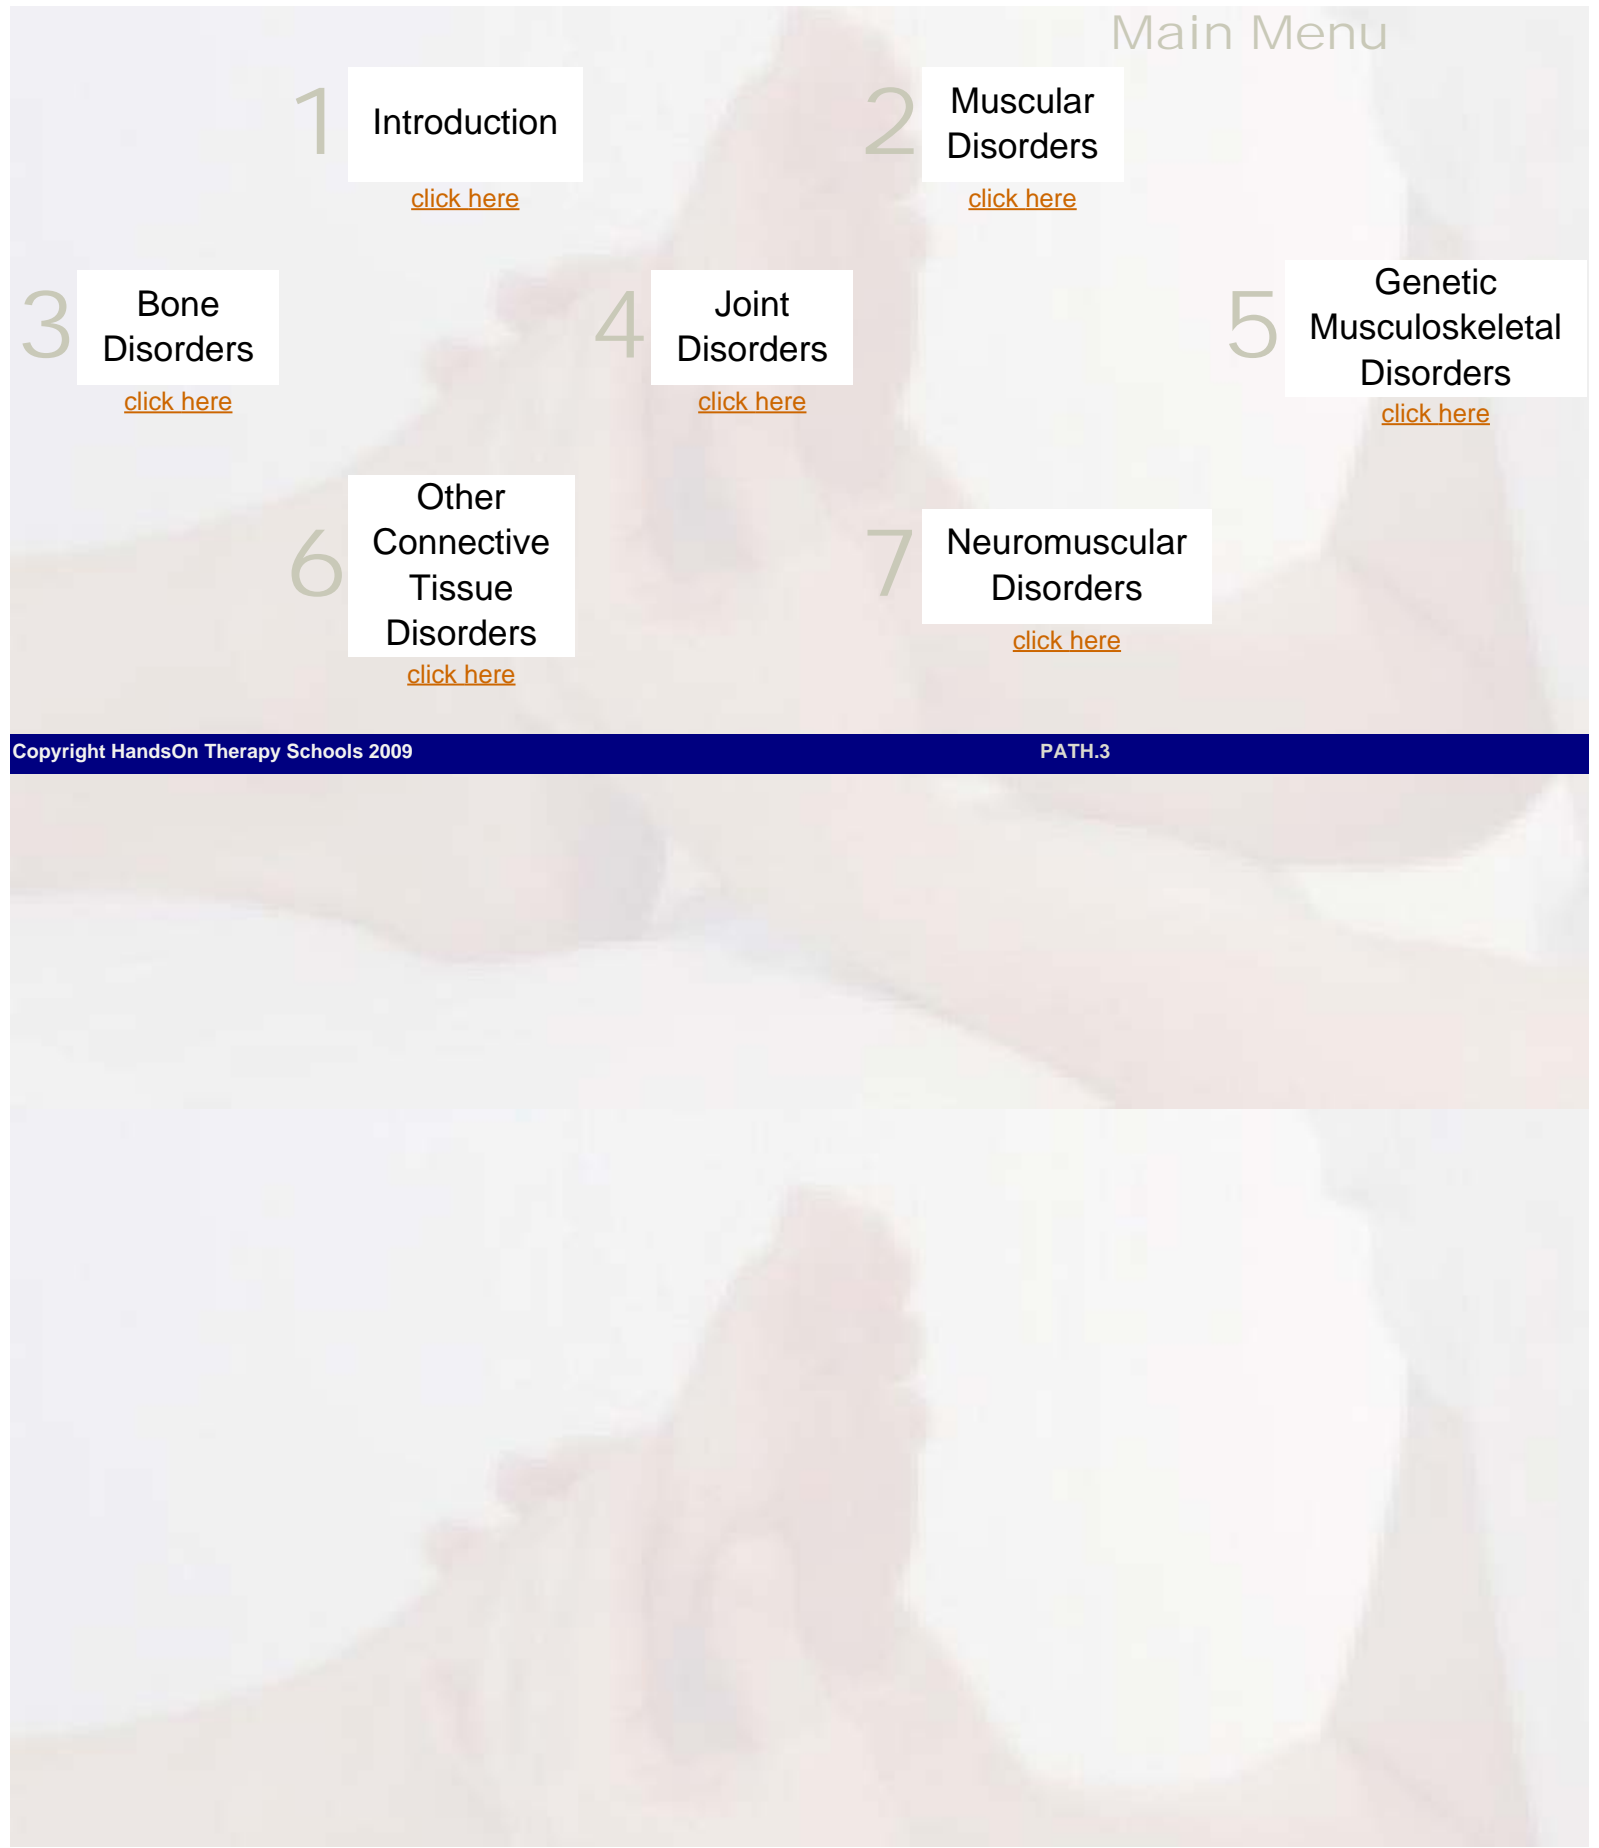 Main Menu
1
Introduction
click here
2
Muscular
Disorders
click here
3
Bone
Disorders
click here
4
Joint
Disorders
click here
5
Genetic
Musculoskeletal
Disorders
click here
6
Other
Connective
Tissue
Disorders
click here
7
Neuromuscular
Disorders
click here
Copyright HandsOn Therapy Schools 2009 PATH.3